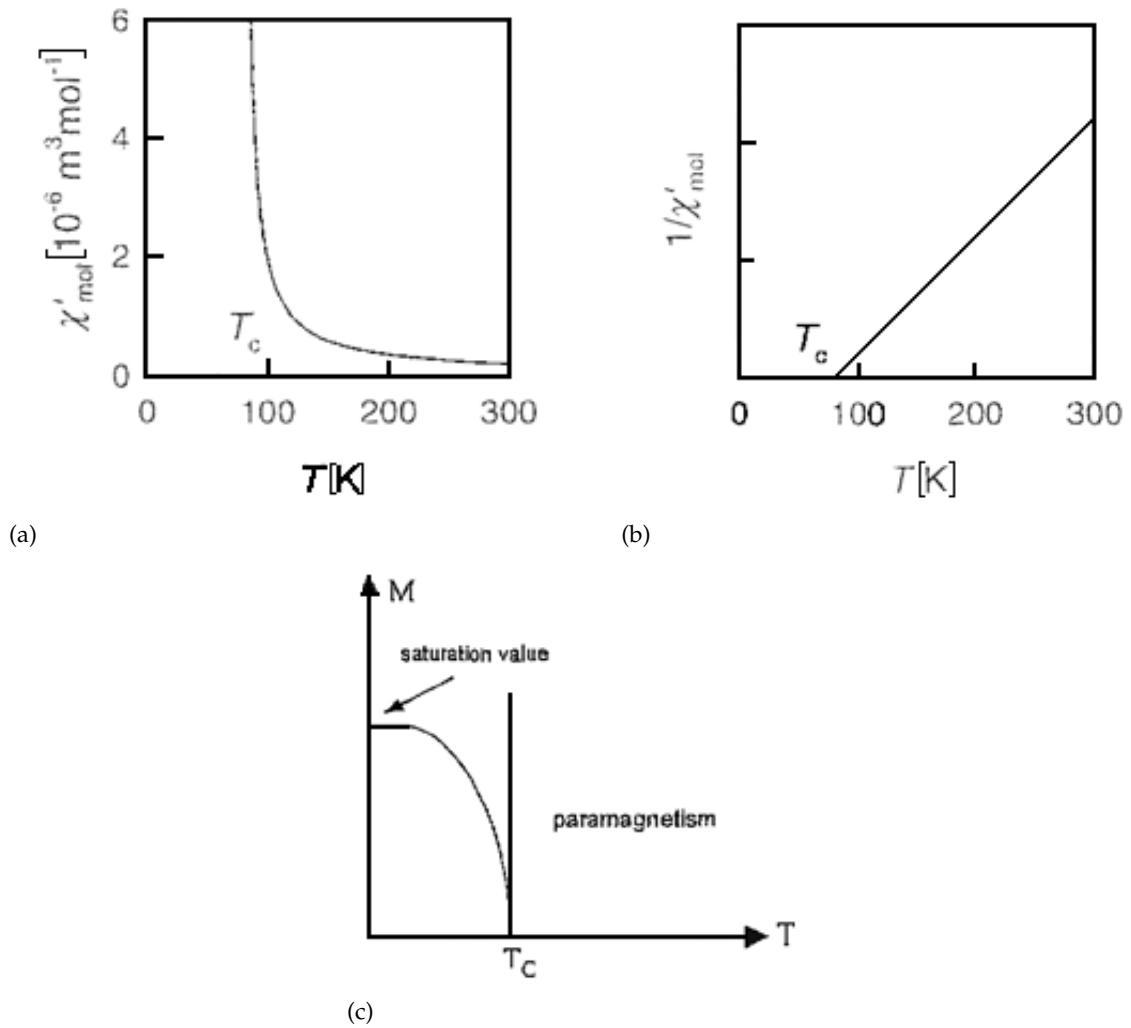 6
4
2
0
χ′mol[10⁻⁶ m³mol⁻¹]
Tc
0 100 200 300
T[K]
(a)
1/χ′mol
Tc
0 100 200 300
T[K]
(b)
M
saturation value
paramagnetism
T
TC
(c)